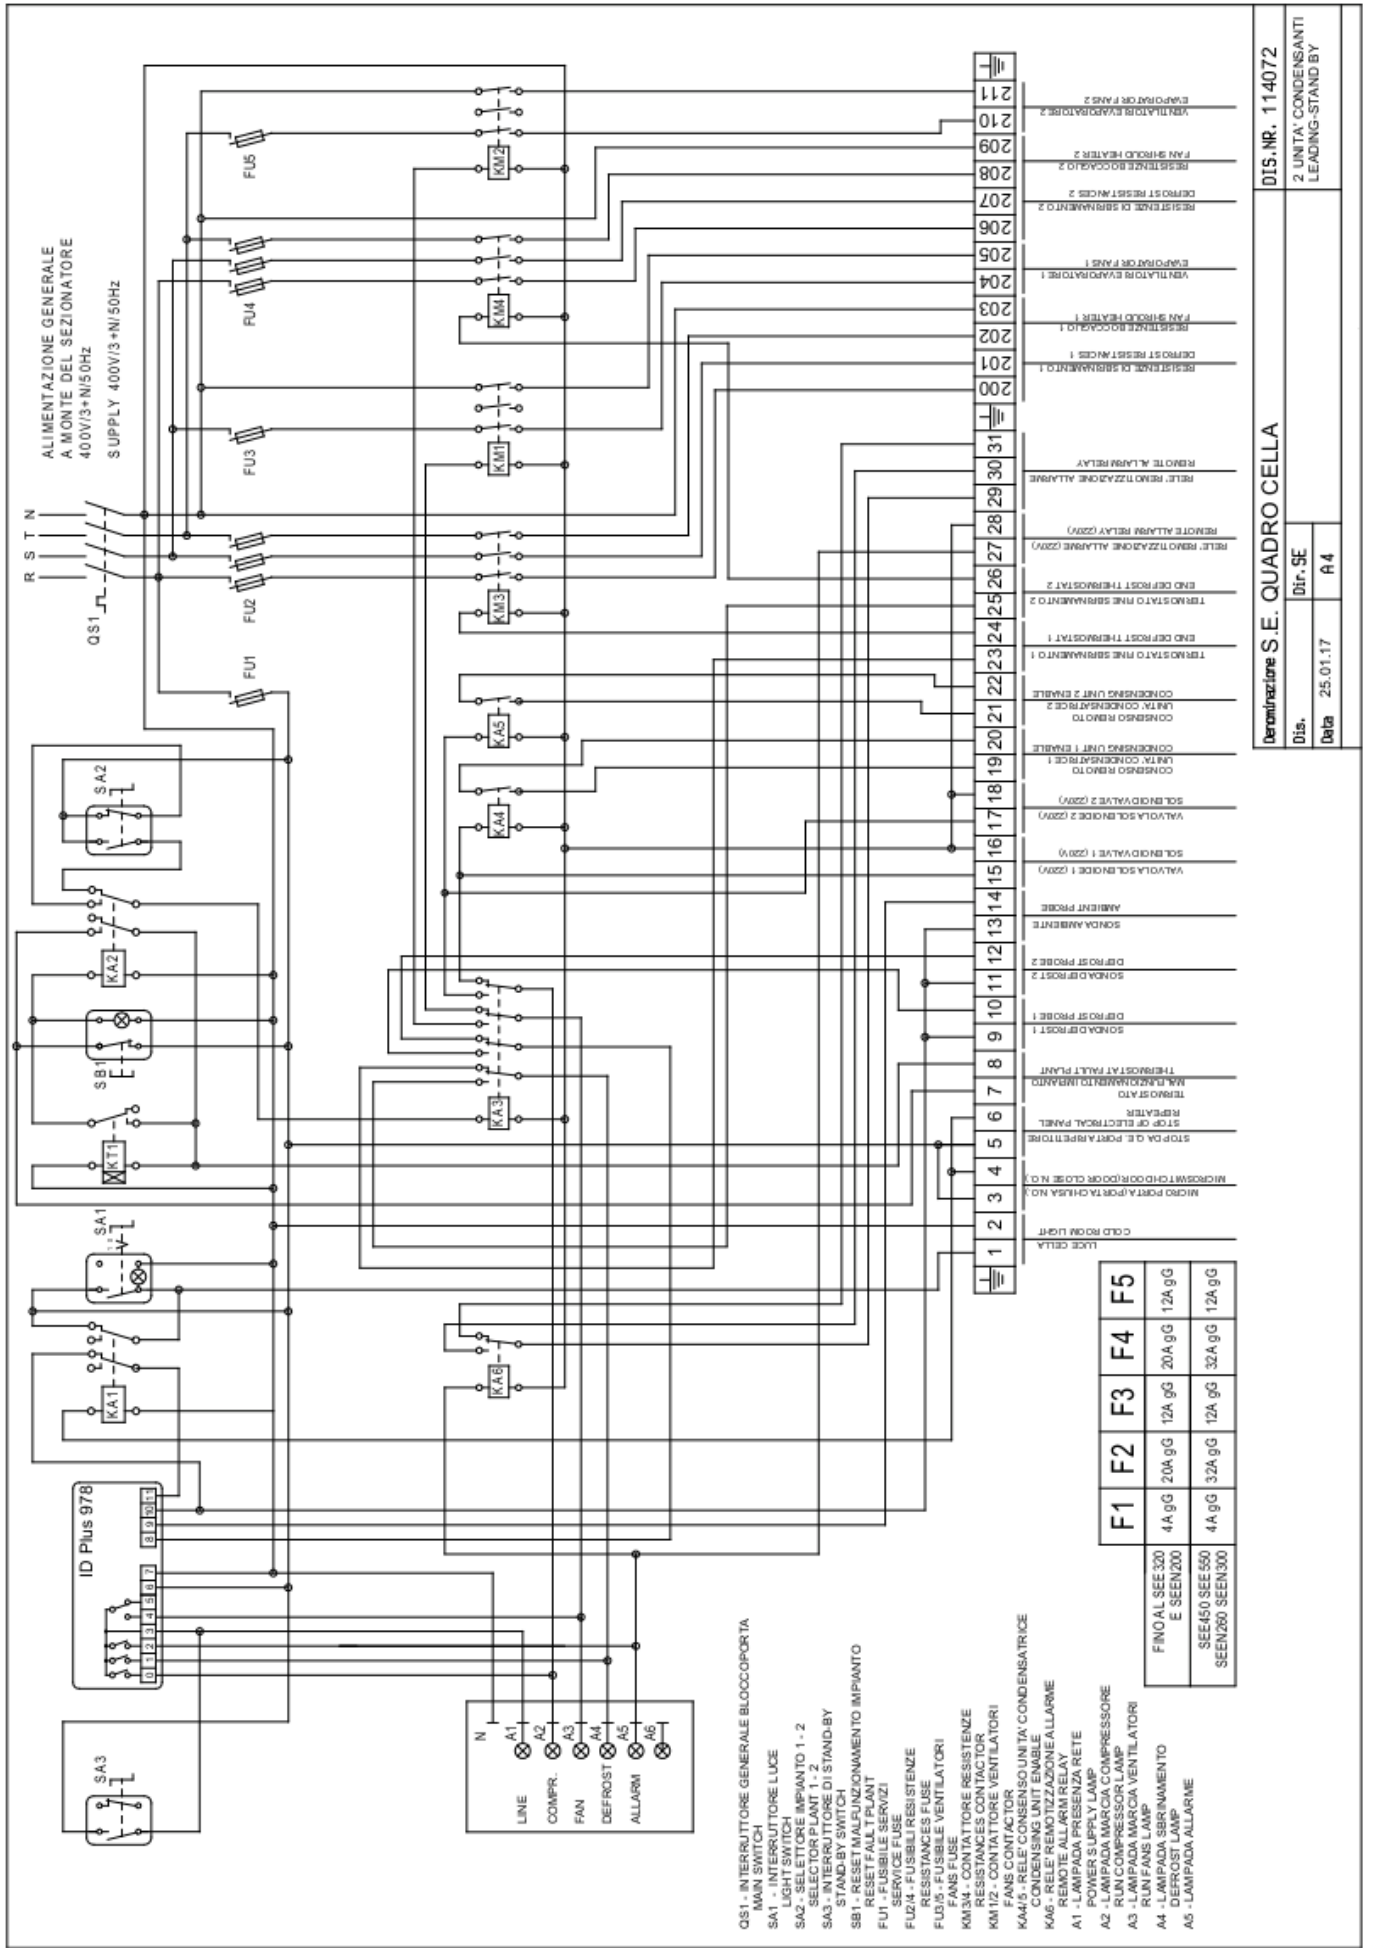 ALIMENTAZIONE GENERALE
A MONTE DEL SEZIONATORE
400V/3+N/50Hz
SUPPLY 400V/3+N/50Hz
R S T N
QS1
FU1
FU2
FU3
FU4
FU5
SA3
ID Plus 978
0 1 2 3 4 5 6 7
8 9 10 11
KA1
SA1
KT1
SB1
KA2
SA2
KA6
KA3
KA4
KA5
KM3
KM1
KM4
KM2
N
A1
A2
A3
A4
A5
A6
LINE
COMPR.
FAN
DEFROST
ALLARM
1 2 3 4 5 6 7 8 9 10 11 12 13 14 15 16 17 18 19 20 21 22 23 24 25 26 27 28 29 30 31
200 201 202 203 204 205 206 207 208 209 210 211
LUCE CELLA
COLD ROOM LIGHT
MICRO PORTA (PORTA CHIUSA N.O.)
MICROSWITCH DOOR (DOOR CLOSE N.O.)
STOP DA Q.E. PORTA RIPETITORE
STOP OF ELECTRICAL PANEL
REPEATER
TERMOSTATO
MALFUNZIONAMENTO IMPIANTO
THERMOSTAT FAULT PLANT
SONDA DEFROST 1
DEFROST PROBE 1
SONDA DEFROST 2
DEFROST PROBE 2
SONDA AMBIENTE
AMBIENT PROBE
VALVOLA SOLENOIDE 1 (220V)
SOLENOID VALVE 1 (220V)
VALVOLA SOLENOIDE 2 (220V)
SOLENOID VALVE 2 (220V)
CONSENSO REMOTO
UNITA' CONDENSATRICE 1
CONDENSING UNIT 1 ENABLE
CONSENSO REMOTO
UNITA' CONDENSATRICE 2
CONDENSING UNIT 2 ENABLE
TERMOSTATO FINE SBRINAMENTO 1
END DEFROST THERMOSTAT 1
TERMOSTATO FINE SBRINAMENTO 2
END DEFROST THERMOSTAT 2
RELE' REMOTIZZAZIONE ALLARME (220V)
REMOTE ALLARM RELAY (220V)
RELE' REMOTIZZAZIONE ALLARME
REMOTE ALLARM RELAY
RESISTENZE DI SBRINAMENTO 1
DEFROST RESISTANCES 1
RESISTENZE BOCCAGLIO 1
FAN SHROUD HEATER 1
VENTILATORI EVAPORATORE 1
EVAPORATOR FANS 1
RESISTENZE DI SBRINAMENTO 2
DEFROST RESISTANCES 2
RESISTENZE BOCCAGLIO 2
FAN SHROUD HEATER 2
VENTILATORI EVAPORATORE 2
EVAPORATOR FANS 2
QS1 - INTERRUTTORE GENERALE BLOCCOPORTA
MAIN SWITCH
SA1 - INTERRUTTORE LUCE
LIGHT SWITCH
SA2 - SELETTORE IMPIANTO 1 - 2
SELECTOR PLANT 1 - 2
SA3 - INTERRUTTORE DI STAND-BY
STAND-BY SWITCH
SB1 - RESET MALFUNZIONAMENTO IMPIANTO
RESET FAULT PLANT
FU1 - FUSIBILE SERVIZI
SERVICE FUSE
FU2/4 - FUSIBILI RESISTENZE
RESISTANCES FUSE
FU3/5 - FUSIBILE VENTILATORI
FANS FUSE
KM3/4 - CONTATTORE RESISTENZE
RESISTANCES CONTACTOR
KM1/2 - CONTATTORE VENTILATORI
FANS CONTACTOR
KA4/5 - RELE' CONSENSO UNITA' CONDENSATRICE
CONDENSING UNIT ENABLE
KA6 - RELE' REMOTIZZAZIONE ALLARME
REMOTE ALLARM RELAY
A1 - LAMPADA PRESENZA RETE
POWER SUPPLY LAMP
A2 - LAMPADA MARCIA COMPRESSORE
RUN COMPRESSOR LAMP
A3 - LAMPADA MARCIA VENTILATORI
RUN FANS LAMP
A4 - LAMPADA SBRINAMENTO
DEFROST LAMP
A5 - LAMPADA ALLARME
F1 F2 F3 F4 F5
FINO AL SEE320
E SEEN200
4A gG 20A gG 12A gG 20A gG 12A gG
SEE450 SEE550
SEEN260 SEEN300
4A gG 32A gG 12A gG 32A gG 12A gG
Denominazione S.E. QUADRO CELLA
DIS.NR. 114072
Dis.
Dir. SE
2 UNITA' CONDENSANTI
LEADING-STAND BY
Data 25.01.17
A4